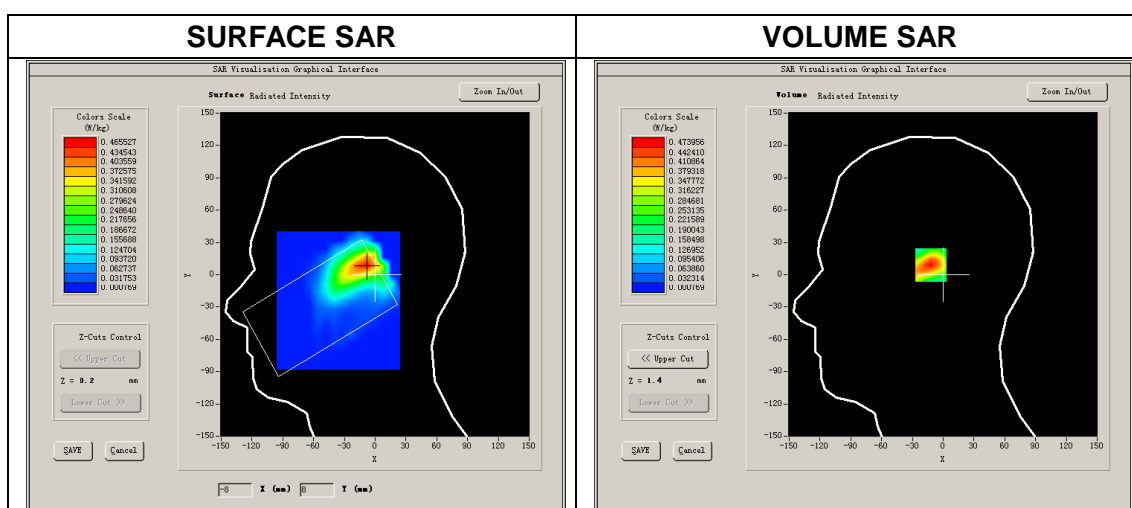 SURFACE SAR
SAR Visualisation Graphical Interface
Surface Radiated Intensity
Zoom In/Out
Colors Scale
(W/kg)
0.465527
0.434543
0.403559
0.372575
0.341592
0.310608
0.279624
0.248640
0.217656
0.186672
0.155688
0.124704
0.093720
0.062737
0.031753
0.000769
Z-Cuts Control
<< Upper Cut
Z = 0.2 mm
Lower Cut >>
SAVE
Cancel
150
120
90
60
30
0
-30
-60
-90
-120
-150
Y
-150 -120 -90 -60 -30 0 30 60 90 120 150
X
-8 X (mm) 8 Y (mm)
VOLUME SAR
SAR Visualisation Graphical Interface
Volume Radiated Intensity
Zoom In/Out
Colors Scale
(W/kg)
0.473956
0.442410
0.410864
0.379318
0.347772
0.316227
0.284681
0.253135
0.221589
0.190043
0.158498
0.126952
0.095406
0.063860
0.032314
0.000769
Z-Cuts Control
<< Upper Cut
Z = 1.4 mm
Lower Cut >>
SAVE
Cancel
150
120
90
60
30
0
-30
-60
-90
-120
-150
Y
-150 -120 -90 -60 -30 0 30 60 90 120 150
X